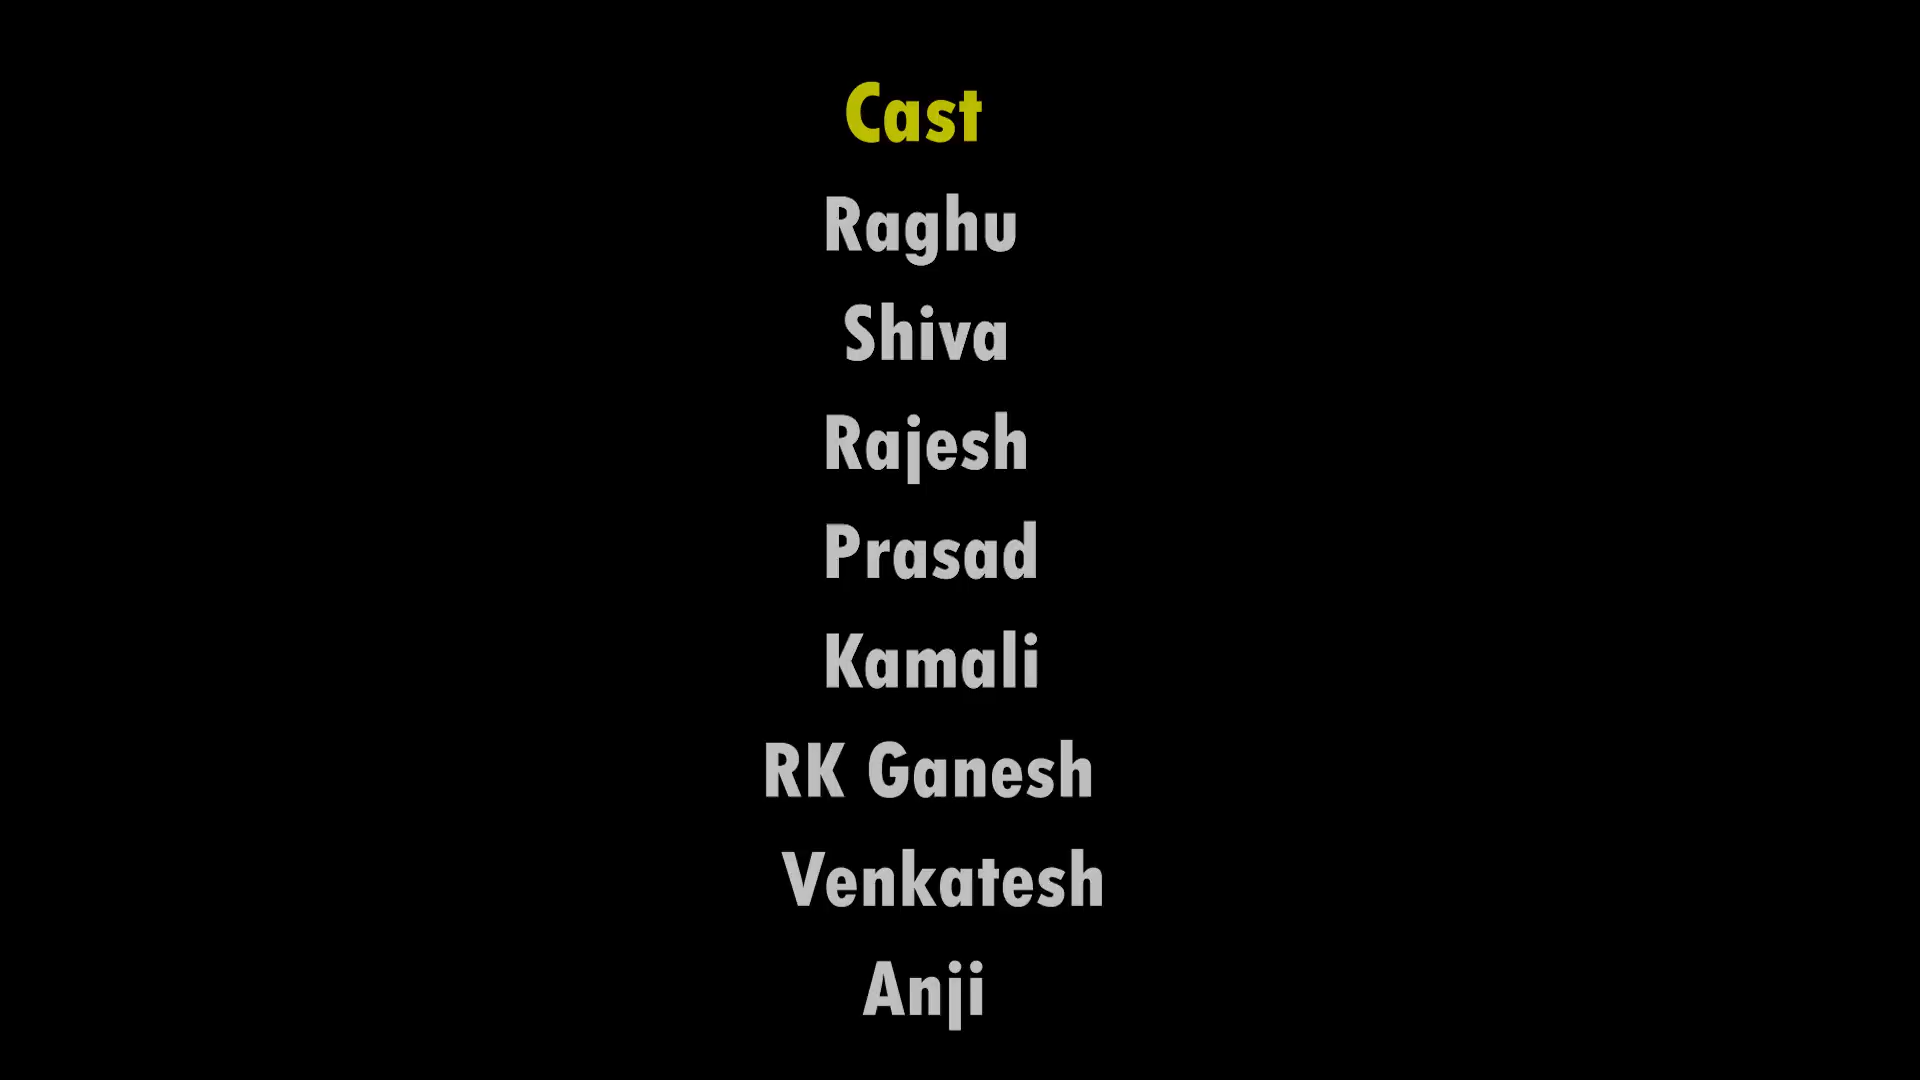 Cast
Raghu
Shiva
Rajesh
Prasad
Kamali
RK Ganesh
Venkatesh
Anji